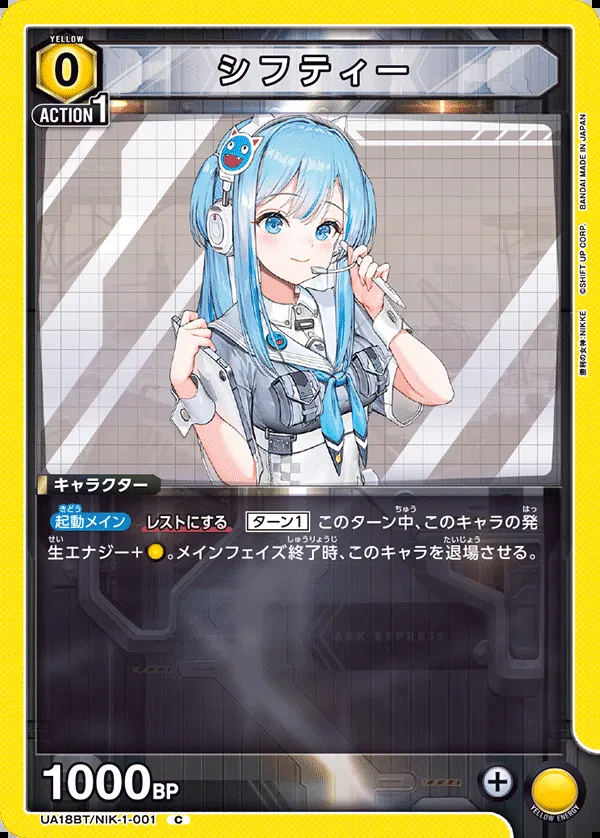 YELLOW
0
シフティー
ACTION 1
BANDAI MADE IN JAPAN
©SHIFT UP CORP.
勝利の女神:NIKKE
キャラクター
起動メイン レストにする ターン1 このターン中、このキャラの発
生エナジー+●。メインフェイズ終了時、このキャラを退場させる。
APK EXPRESS
1000BP
+
YELLOW ENERGY
UA18BT/NIK-1-001 C